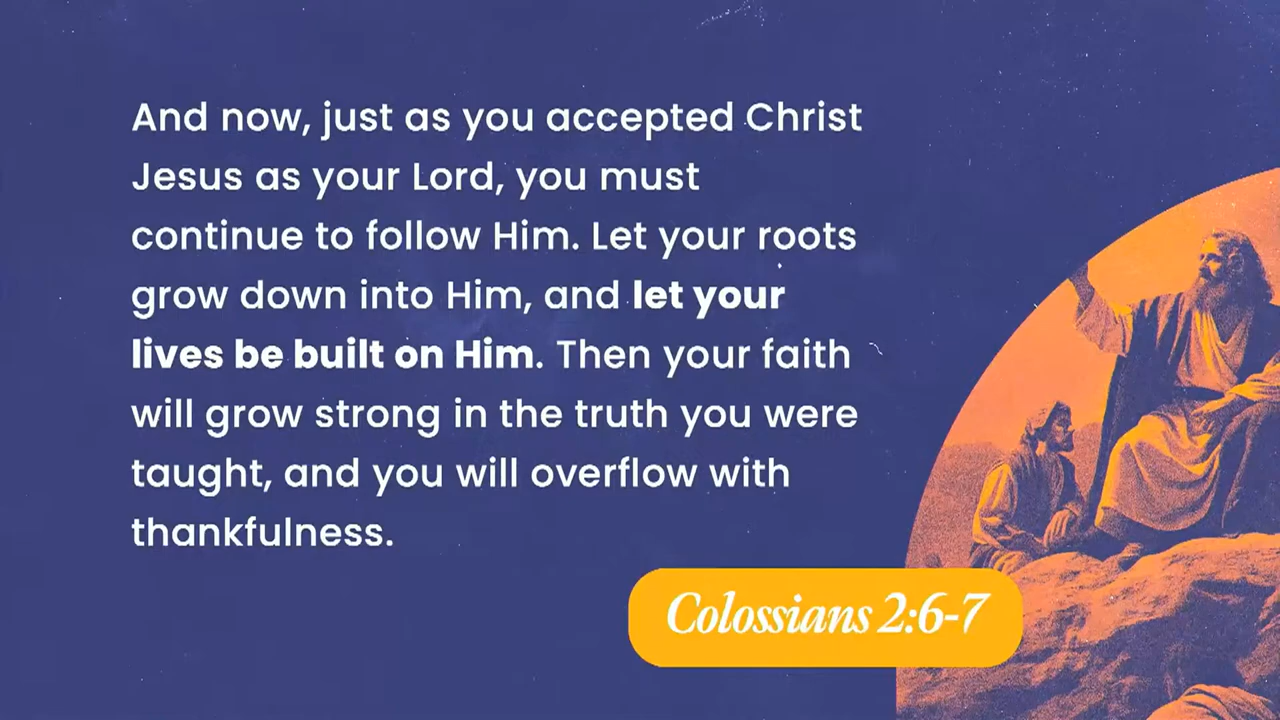 And now, just as you accepted Christ
Jesus as your Lord, you must
continue to follow Him. Let your roots
grow down into Him, and let your
lives be built on Him. Then your faith
will grow strong in the truth you were
taught, and you will overflow with
thankfulness.
Colossians 2:6-7